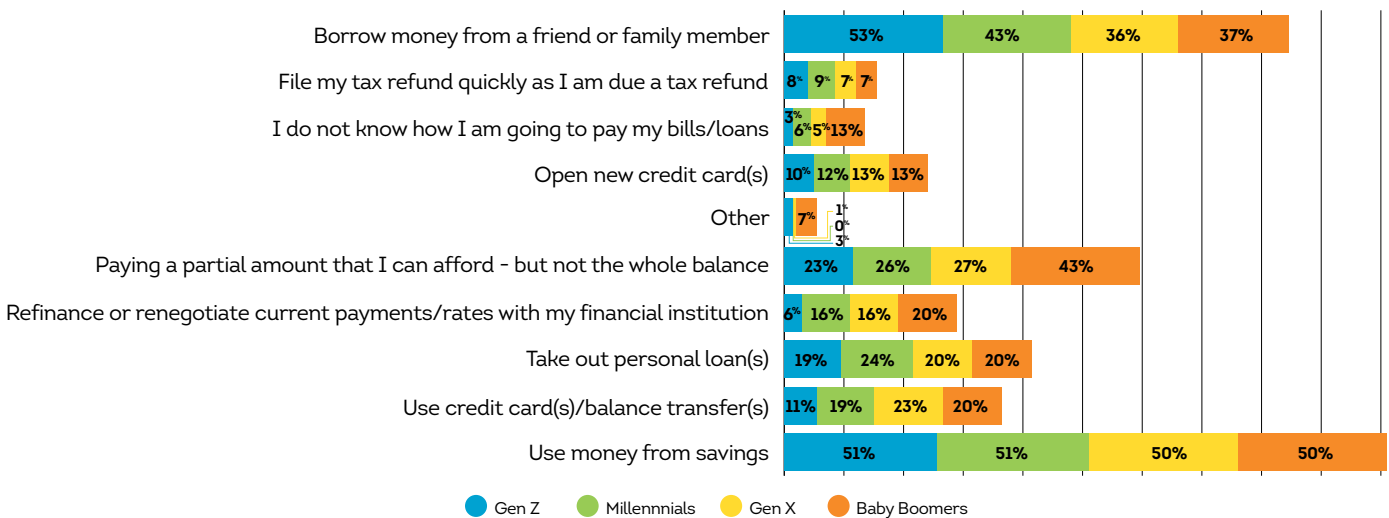 Borrow money from a friend or family member 53% 43% 36% 37%
File my tax refund quickly as I am due a tax refund 8% 9% 7% 7%
I do not know how I am going to pay my bills/loans 3% 6% 5% 13%
Open new credit card(s) 10% 12% 13% 13%
Other 7% 1% 0% 3%
Paying a partial amount that I can afford - but not the whole balance 23% 26% 27% 43%
Refinance or renegotiate current payments/rates with my financial institution 6% 16% 16% 20%
Take out personal loan(s) 19% 24% 20% 20%
Use credit card(s)/balance transfer(s) 11% 19% 23% 20%
Use money from savings 51% 51% 50% 50%
Gen Z Millennnials Gen X Baby Boomers